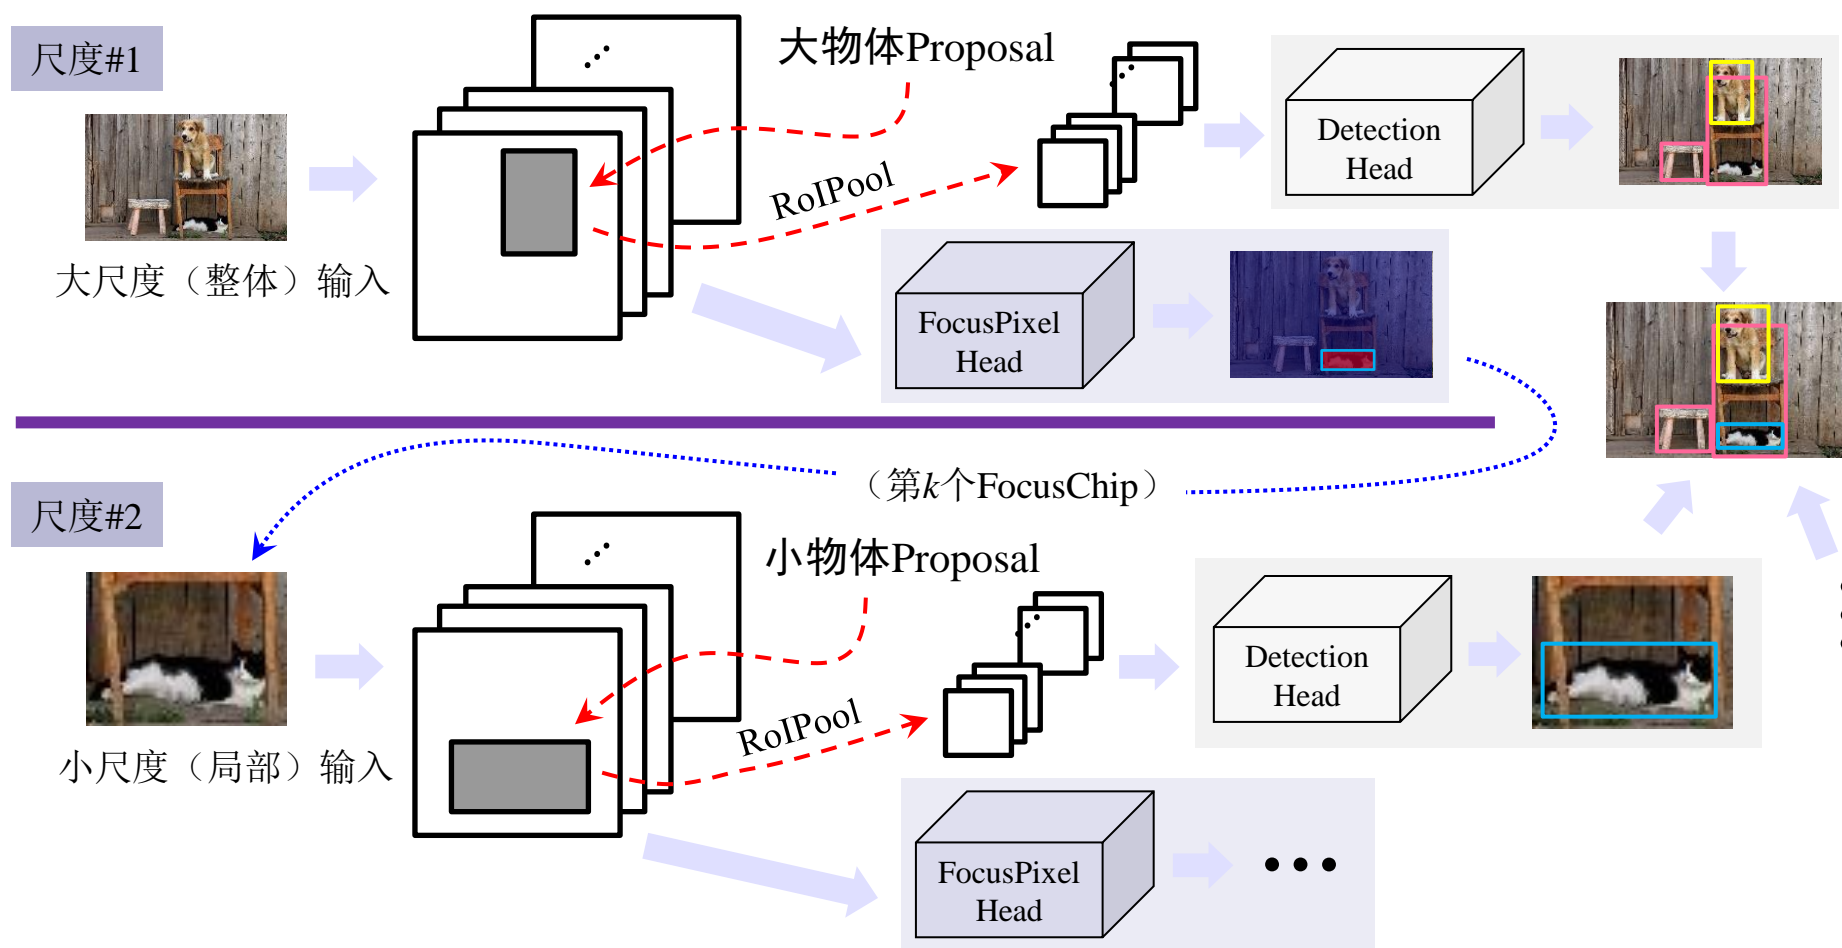 尺度#1
大物体Proposal
Detection
Head
RoIPool
大尺度（整体）输入
FocusPixel
Head
（第k个FocusChip）
尺度#2
小物体Proposal
Detection
Head
RoIPool
小尺度（局部）输入
FocusPixel
Head